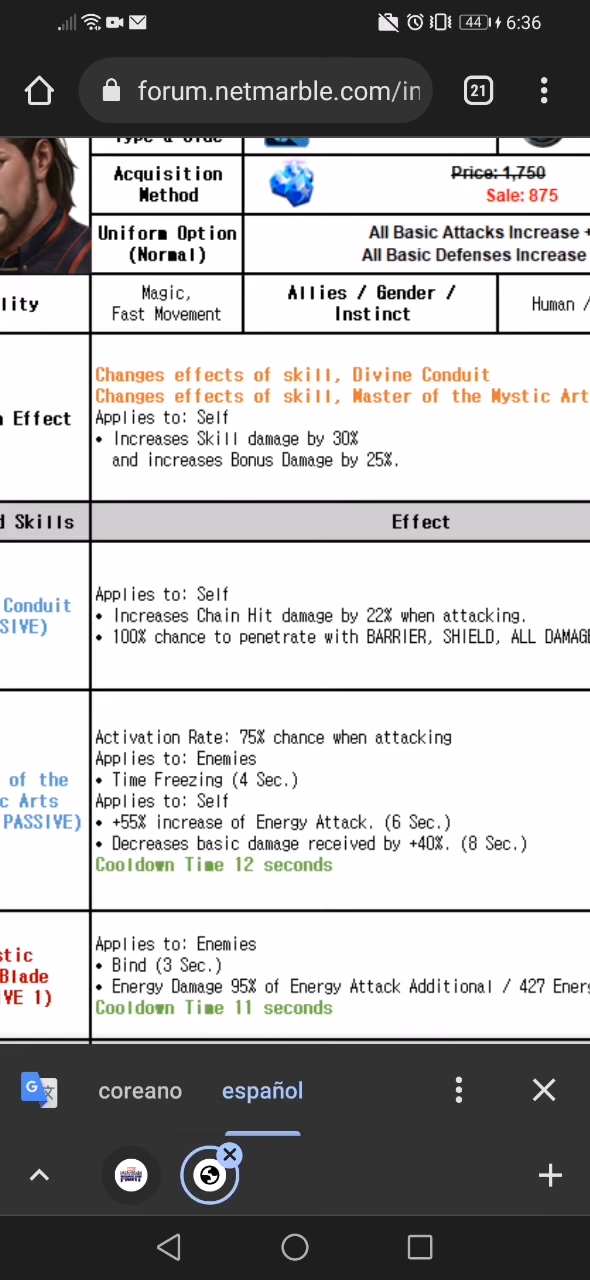 44 6:36
forum.netmarble.com/in
21
Acquisition
Method
Price: 1,750
Sale: 875
Uniform Option
(Normal)
All Basic Attacks Increase +
All Basic Defenses Increase
lity
Magic,
Fast Movement
Allies / Gender /
Instinct
Human /
Effect
Changes effects of skill, Divine Conduit
Changes effects of skill, Master of the Mystic Art
Applies to: Self
• Increases Skill damage by 30%
and increases Bonus Damage by 25%.
d Skills
Effect
Conduit
SIVE)
Applies to: Self
• Increases Chain Hit damage by 22% when attacking.
• 100% chance to penetrate with BARRIER, SHIELD, ALL DAMAGE
of the
c Arts
PASSIVE)
Activation Rate: 75% chance when attacking
Applies to: Enemies
• Time Freezing (4 Sec.)
Applies to: Self
• +55% increase of Energy Attack. (6 Sec.)
• Decreases basic damage received by +40%. (8 Sec.)
Cooldown Time 12 seconds
stic
Blade
VE 1)
Applies to: Enemies
• Bind (3 Sec.)
• Energy Damage 95% of Energy Attack Additional / 427 Ener
Cooldown Time 11 seconds
G coreano español